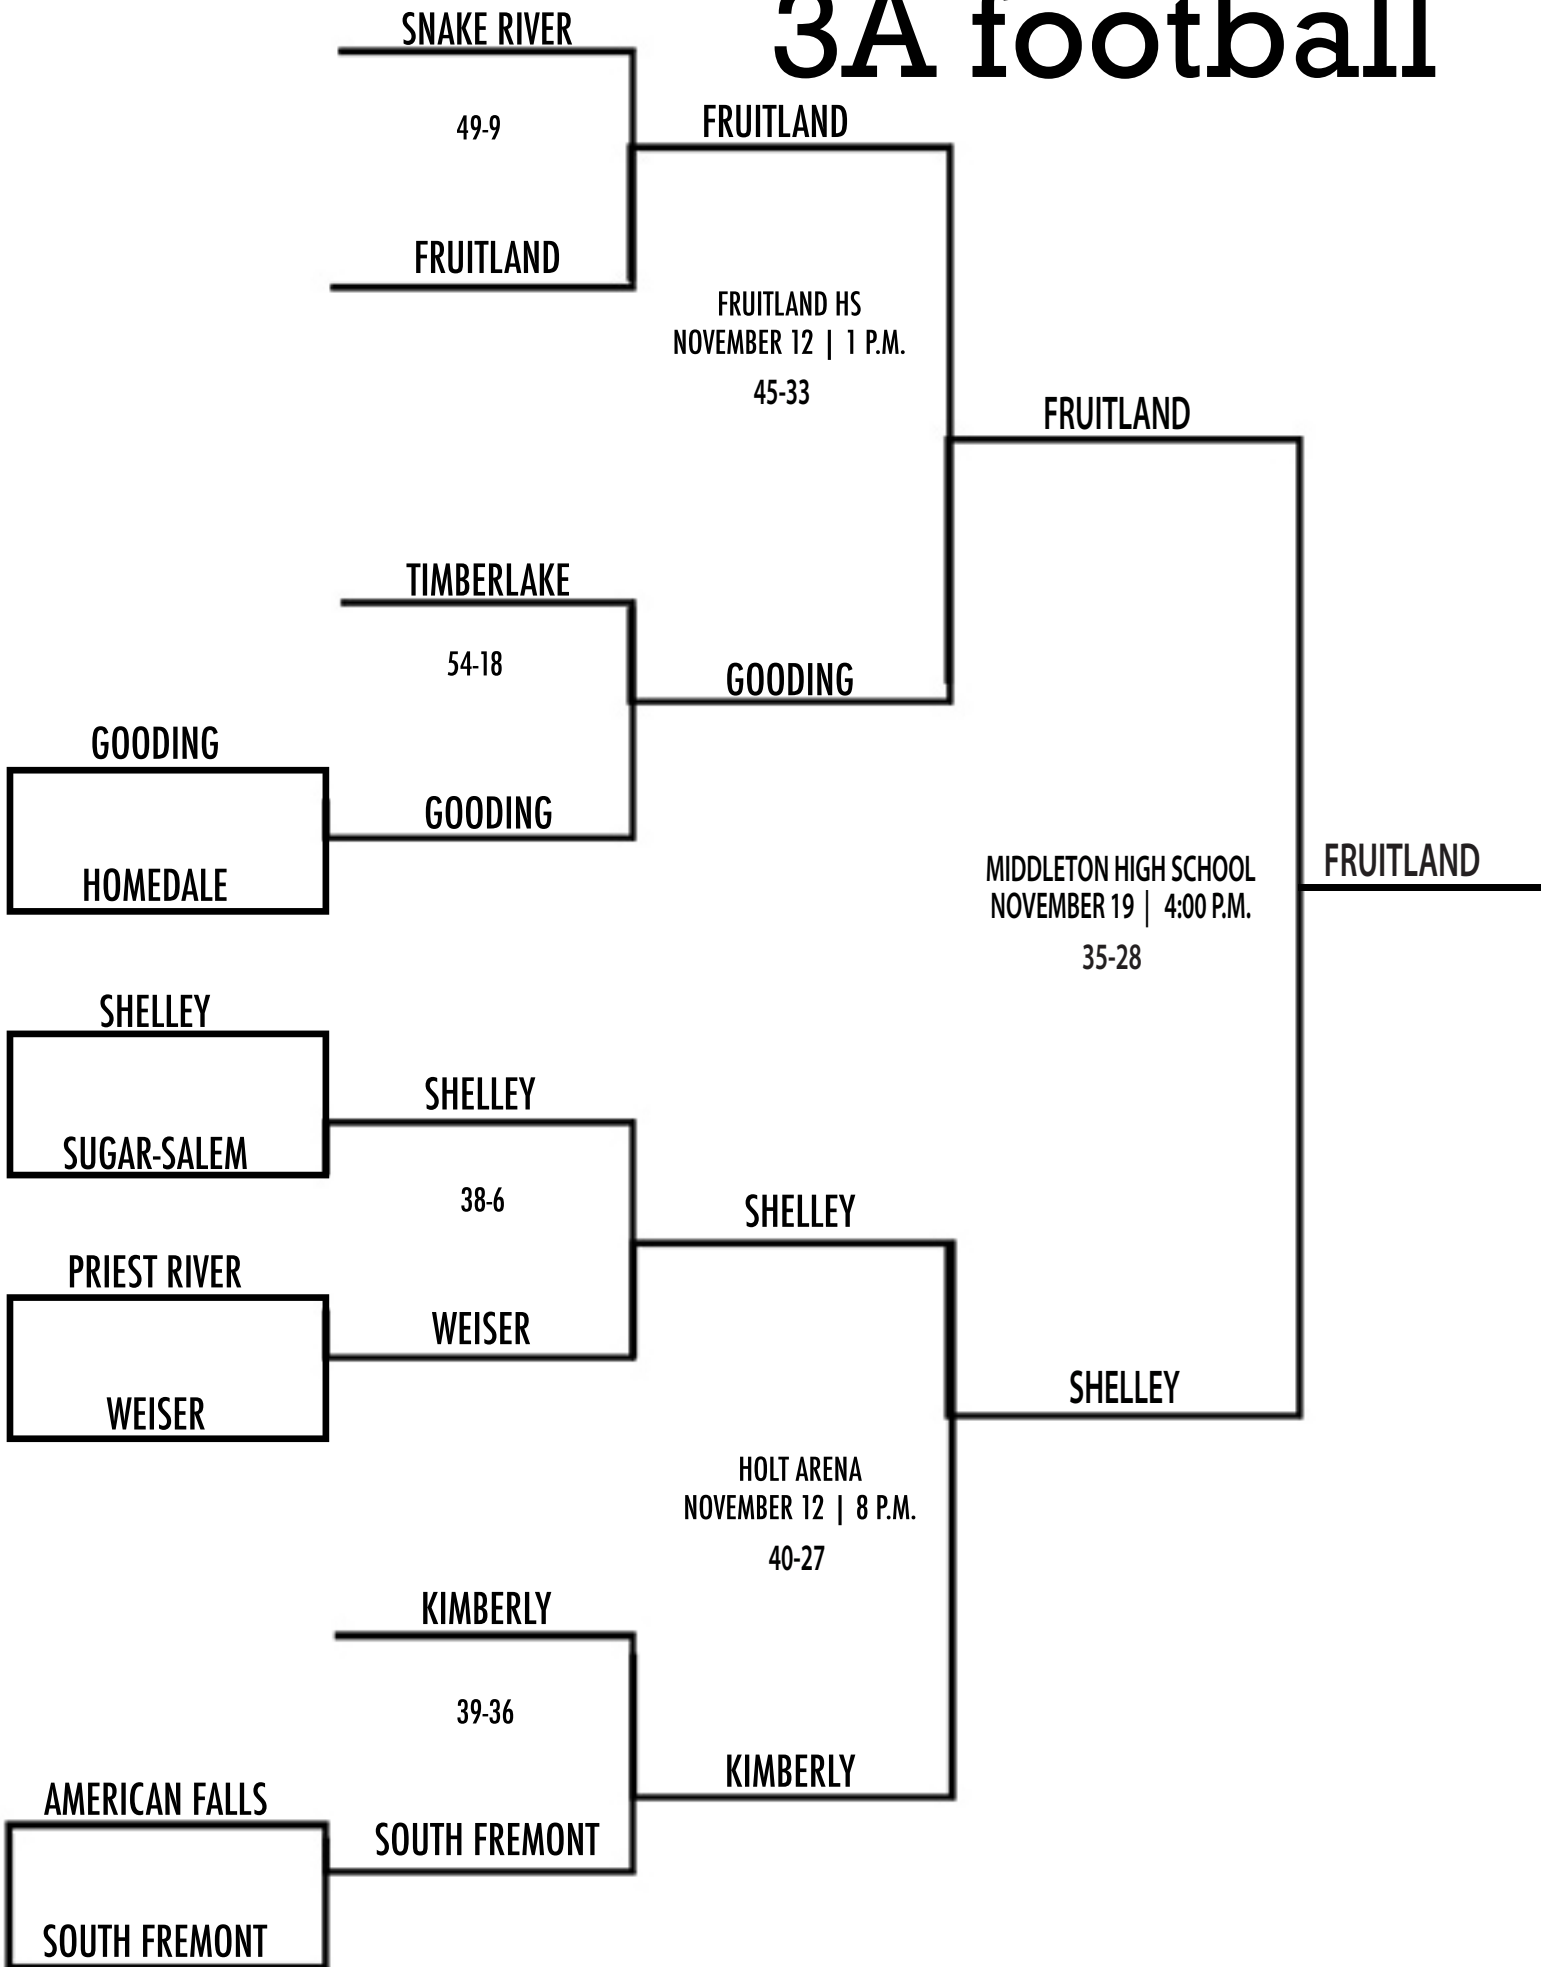 3A football
SNAKE RIVER
49-9
FRUITLAND
FRUITLAND
FRUITLAND HS
NOVEMBER 12 | 1 P.M.
45-33
FRUITLAND
TIMBERLAKE
54-18
GOODING
GOODING
HOMEDALE
GOODING
MIDDLETON HIGH SCHOOL
NOVEMBER 19 | 4:00 P.M.
35-28
FRUITLAND
SHELLEY
SUGAR-SALEM
SHELLEY
38-6
PRIEST RIVER
WEISER
WEISER
SHELLEY
SHELLEY
HOLT ARENA
NOVEMBER 12 | 8 P.M.
40-27
KIMBERLY
39-36
KIMBERLY
AMERICAN FALLS
SOUTH FREMONT
SOUTH FREMONT